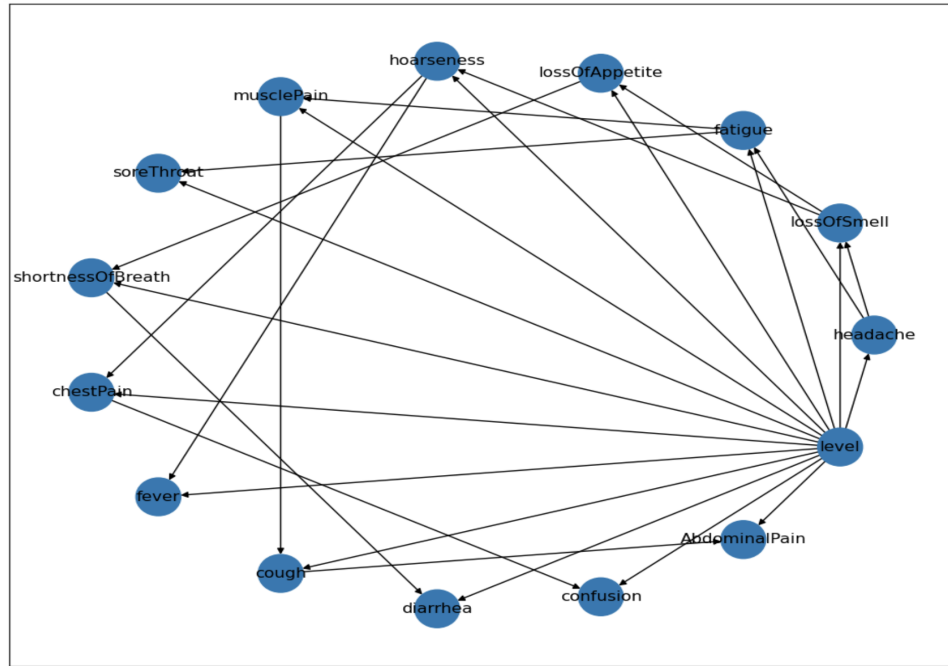 hoarseness
lossOfAppetite
musclePain
fatigue
soreThroat
lossOfSmell
shortnessOfBreath
headache
chestPain
level
fever
AbdominalPain
cough
confusion
diarrhea